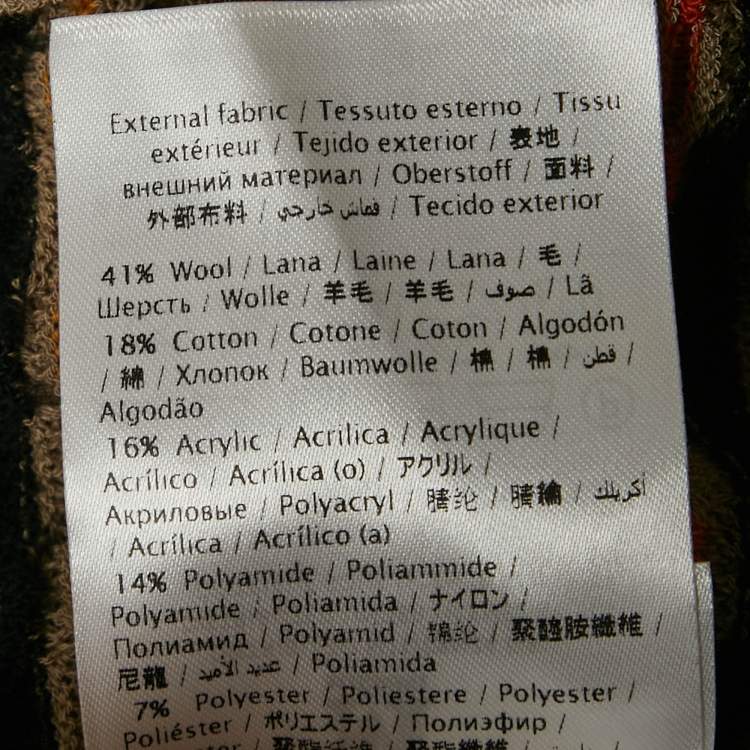 External fabric / Tessuto esterno / Tissu
extérieur / Tejido exterior / 表地 /
внешний материал / Oberstoff / 面料 /
外部布料 / قماش خارجي / Tecido exterior
41% Wool / Lana / Laine / Lana / 毛 /
Шерсть / Wolle / 羊毛 / 羊毛 / صوف / Lã
18% Cotton / Cotone / Coton / Algodón
/ 綿 / Хлопок / Baumwolle / 棉 / 棉 / قطن /
Algodão
16% Acrylic / Acrilica / Acrylique /
Acrílico / Acrílica (o) / アクリル /
Акриловые / Polyacryl / 腈纶 / 腈綸 / أكريلك
/ Acrílica / Acrílico (a)
14% Polyamide / Poliammide /
Polyamide / Poliamida / ナイロン /
Полиамид / Polyamid / 锦纶 / 聚醯胺纖維 /
尼龍 / عديد الأميد / Poliamida
7% Polyester / Poliestere / Polyester /
Poliéster / ポリエステル / Полиэфир /